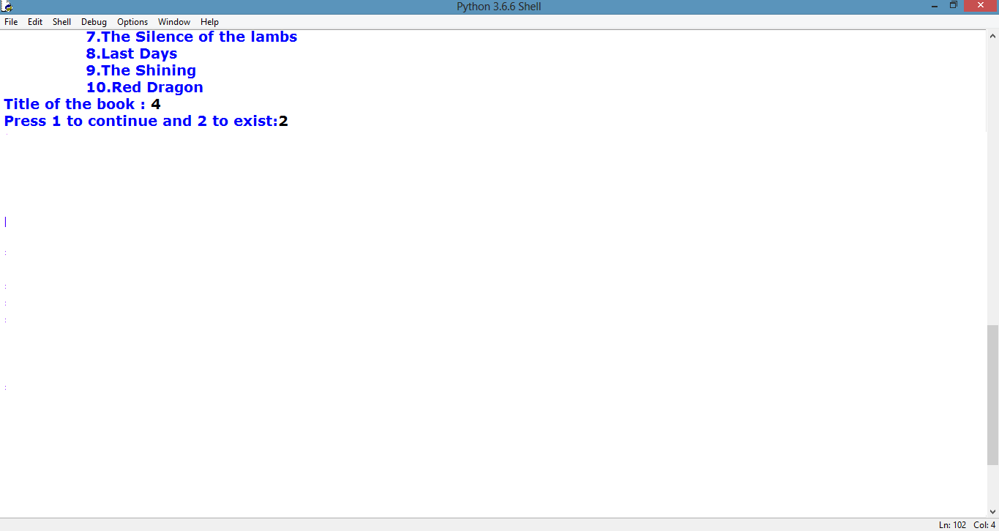 Python 3.6.6 Shell
File Edit Shell Debug Options Window Help
7.The Silence of the lambs
8.Last Days
9.The Shining
10.Red Dragon
Title of the book : 4
Press 1 to continue and 2 to exist:2
:
:
:
:
:
Ln: 102 Col: 4